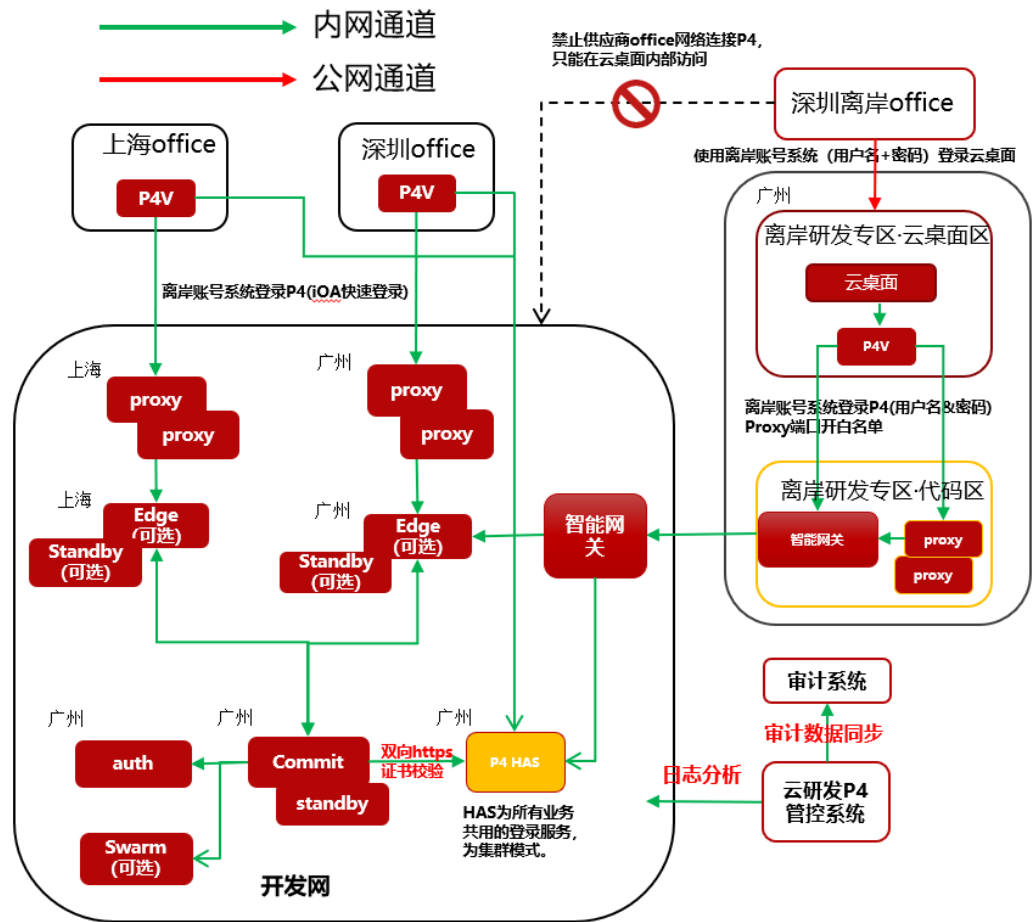 内网通道
公网通道
禁止供应商office网络连接P4，
只能在云桌面内部访问
上海office
P4V
深圳office
P4V
深圳离岸office
使用离岸账号系统（用户名+密码）登录云桌面
广州
离岸研发专区·云桌面区
云桌面
P4V
离岸账号系统登录P4(iOA快速登录)
离岸账号系统登录P4(用户名&密码)
Proxy端口开白名单
上海
proxy
proxy
广州
proxy
proxy
离岸研发专区·代码区
智能网关
proxy
proxy
上海
Edge
(可选)
Standby
(可选)
广州
Edge
(可选)
Standby
(可选)
智能网
关
广州
auth
广州
Commit
standby
双向https
证书校验
广州
P4 HAS
HAS为所有业务
共用的登录服务，
为集群模式。
Swarm
(可选)
开发网
审计系统
审计数据同步
日志分析
云研发P4
管控系统